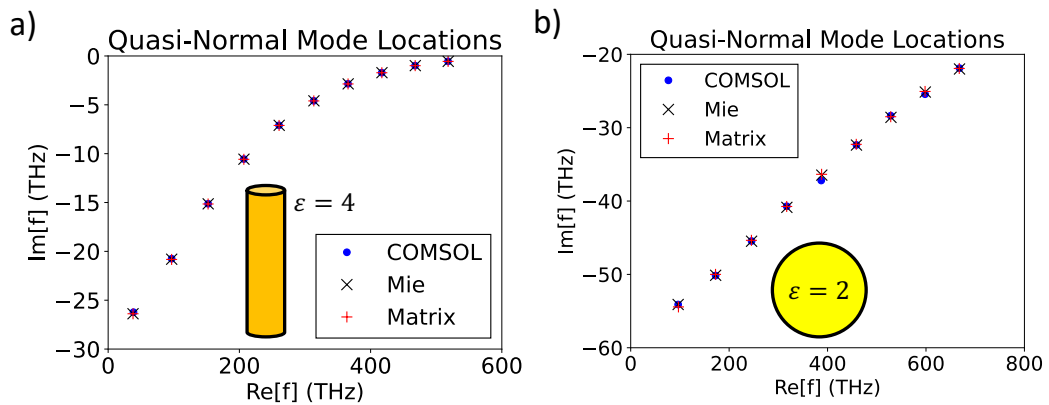 a)
Quasi-Normal Mode Locations
0
−5
−10
−15
−20
−25
−30
Im[f] (THz)
ε = 4
COMSOL
Mie
Matrix
0
200
400
600
Re[f] (THz)
b)
Quasi-Normal Mode Locations
−20
−30
−40
−50
−60
Im[f] (THz)
COMSOL
Mie
Matrix
ε = 2
0
200
400
600
800
Re[f] (THz)